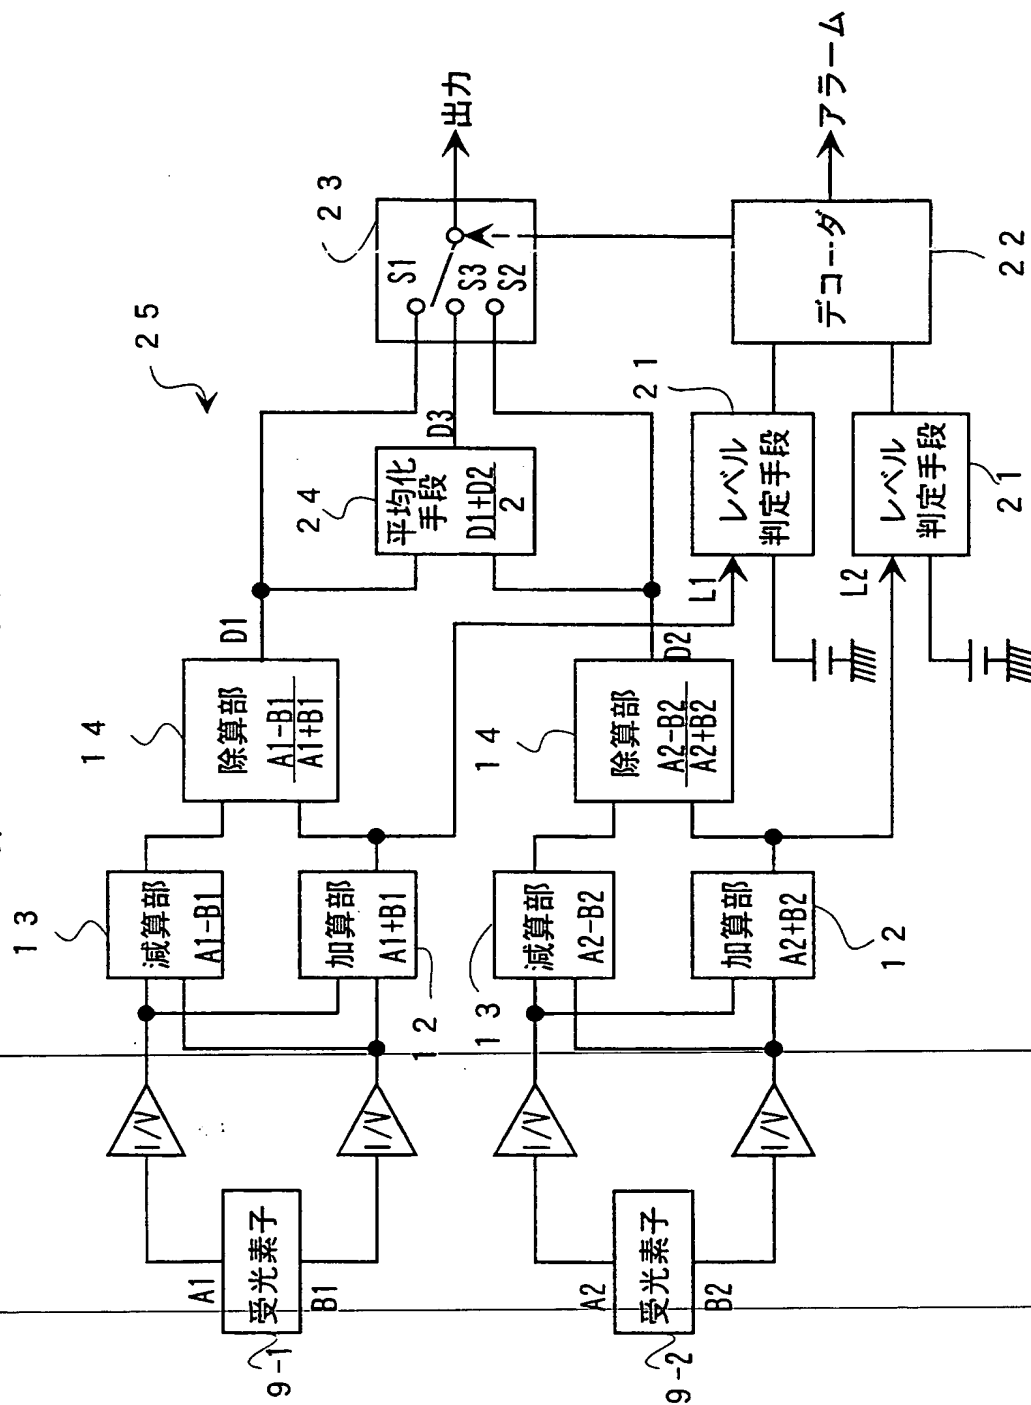 25
9-1
受光素子
A1
B1
I/V
I/V
13
減算部
A1-B1
12
加算部
A1+B1
14
除算部
A1-B1
A1+B1
D1
24
平均化
手段
D1+D2
2
D3
23
S1
S3
S2
出力
9-2
受光素子
A2
B2
I/V
I/V
13
減算部
A2-B2
12
加算部
A2+B2
14
除算部
A2-B2
A2+B2
D2
L1
レベル
判定手段
21
L2
レベル
判定手段
21
デコーダ
22
アラーム